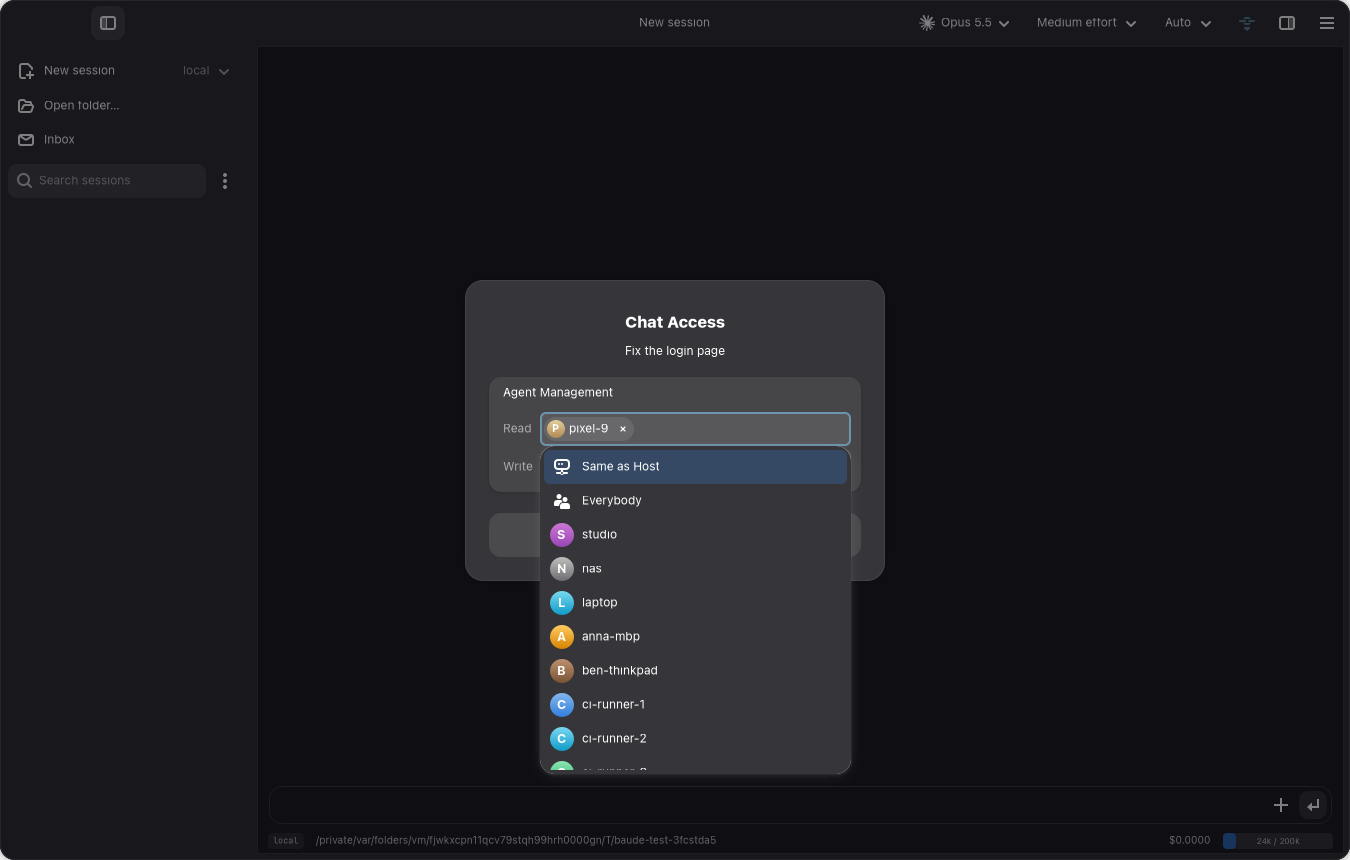 New session
Opus 5.5
Medium effort
Auto
New session
local
Open folder...
Inbox
Search sessions
Chat Access
Fix the login page
Agent Management
Read
P
pixel-9
×
Write
Same as Host
Everybody
S
studio
N
nas
L
laptop
A
anna-mbp
B
ben-thinkpad
C
ci-runner-1
C
ci-runner-2
local
/private/var/folders/vm/fjwkxcpn11qcv79stqh99hrh0000gn/T/baude-test-3fcstda5
$0.0000
24k / 200k